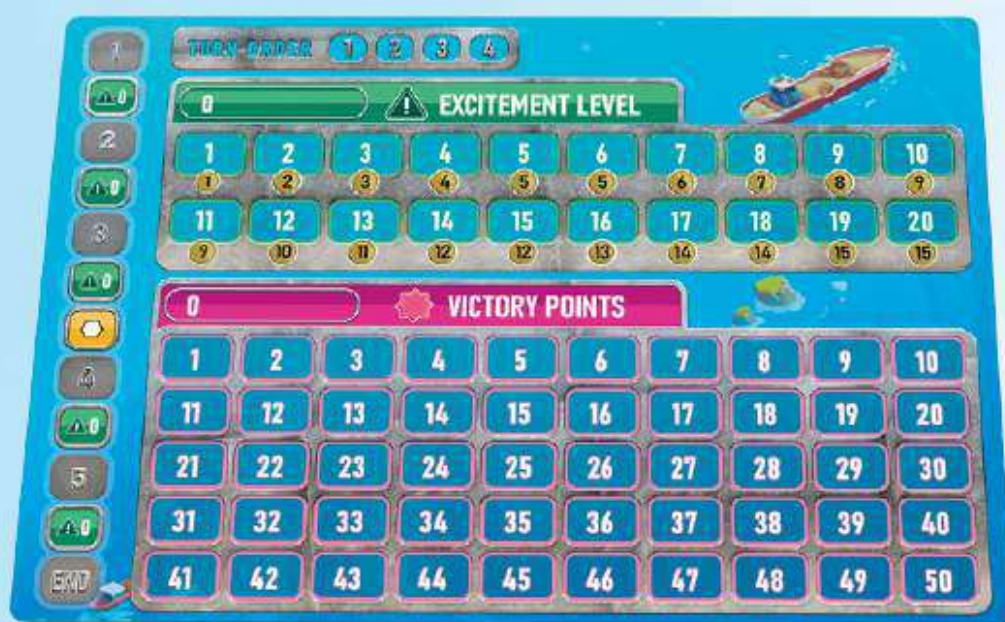 TURN ORDER 1 2 3 4
0 ! EXCITEMENT LEVEL
1 2 3 4 5 6 7 8 9 10
1 2 3 4 5 5 6 7 8 9
11 12 13 14 15 16 17 18 19 20
9 10 11 12 12 13 14 14 15 15
0 VICTORY POINTS
1 2 3 4 5 6 7 8 9 10
11 12 13 14 15 16 17 18 19 20
21 22 23 24 25 26 27 28 29 30
31 32 33 34 35 36 37 38 39 40
41 42 43 44 45 46 47 48 49 50
1
0
2
0
3
0
4
0
5
0
END